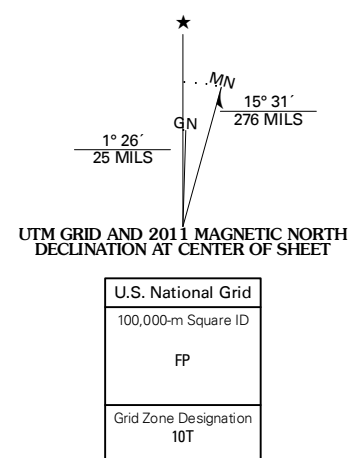 ★
MN
GN
15° 31´
276 MILS
1° 26´
25 MILS
UTM GRID AND 2011 MAGNETIC NORTH
DECLINATION AT CENTER OF SHEET
U.S. National Grid
100,000-m Square ID
FP
Grid Zone Designation
10T